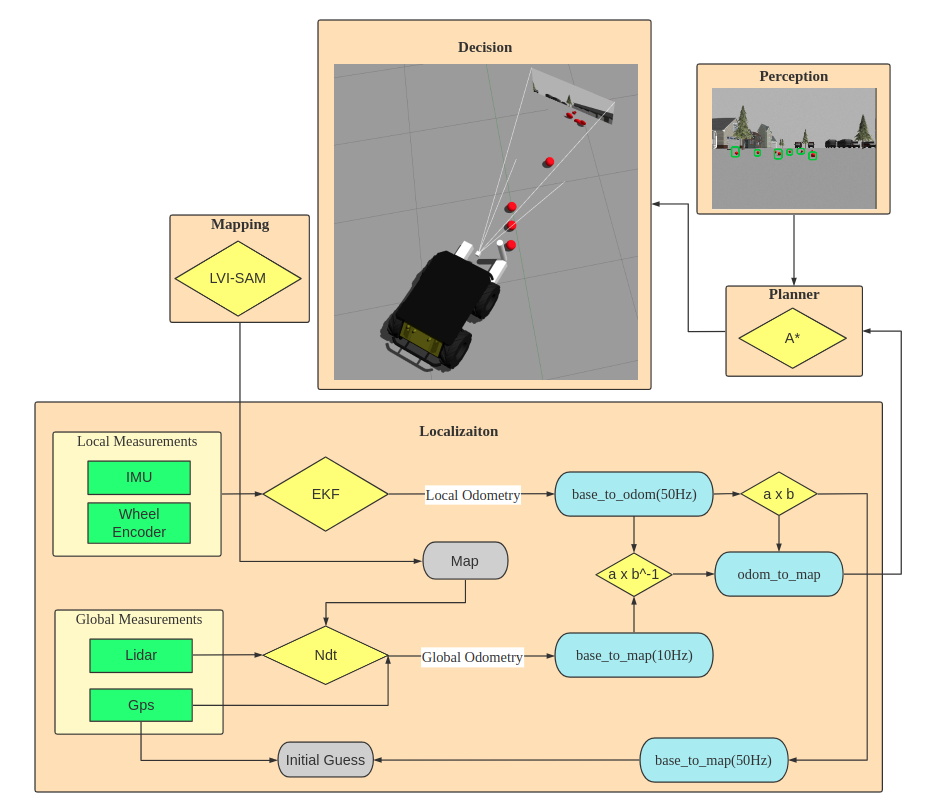 Decision
Perception
Mapping
LVI-SAM
Planner
A*
Localizaiton
Local Measurements
IMU
Wheel
Encoder
EKF
Local Odometry
base_to_odom(50Hz)
a x b
Map
a x b^-1
odom_to_map
Global Measurements
Lidar
Ndt
Global Odometry
base_to_map(10Hz)
Gps
Initial Guess
base_to_map(50Hz)